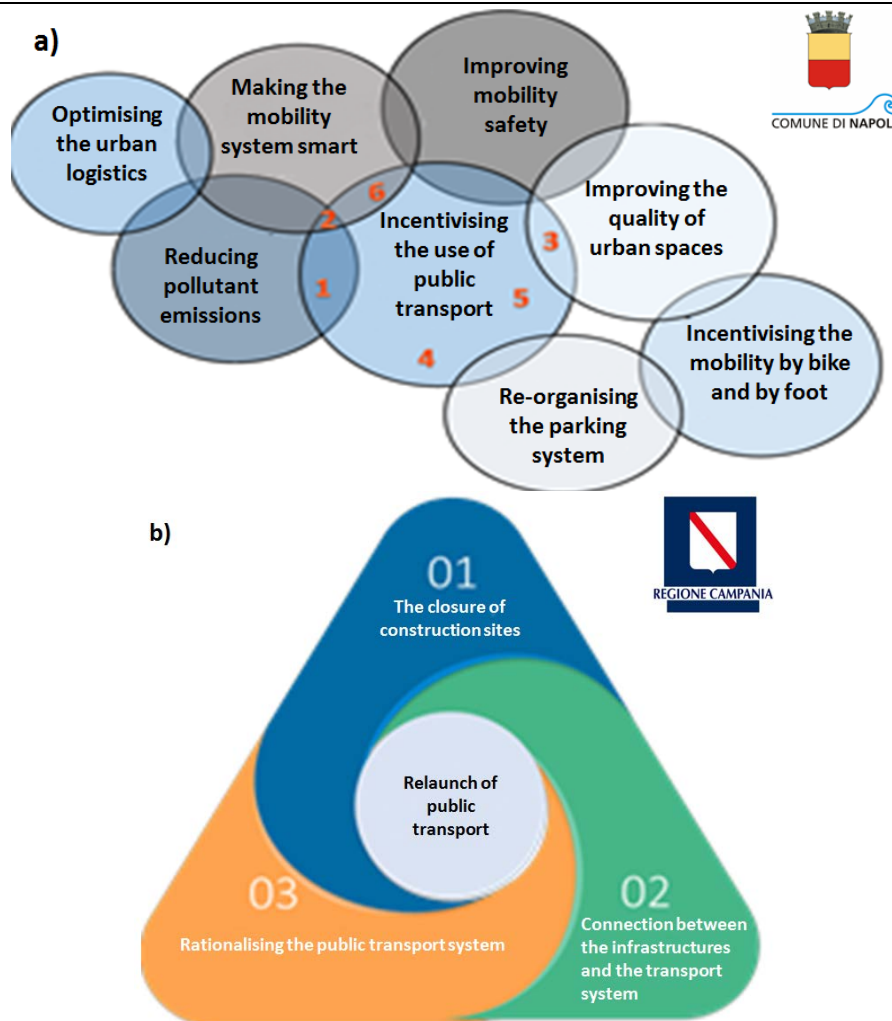 a)
Optimising
the urban
logistics
Making the
mobility
system smart
Improving
mobility
safety
COMUNE DI NAPOL
Reducing
pollutant
emissions
1
2
6
Incentivising
the use of
public
transport
3
5
4
Improving the
quality of
urban spaces
Incentivising the
mobility by bike
and by foot
Re-organising
the parking
system
b)
REGIONE CAMPANIA
01
The closure of
construction sites
Relaunch of
public
transport
03
Rationalising the public transport system
02
Connection between
the infrastructures
and the transport
system